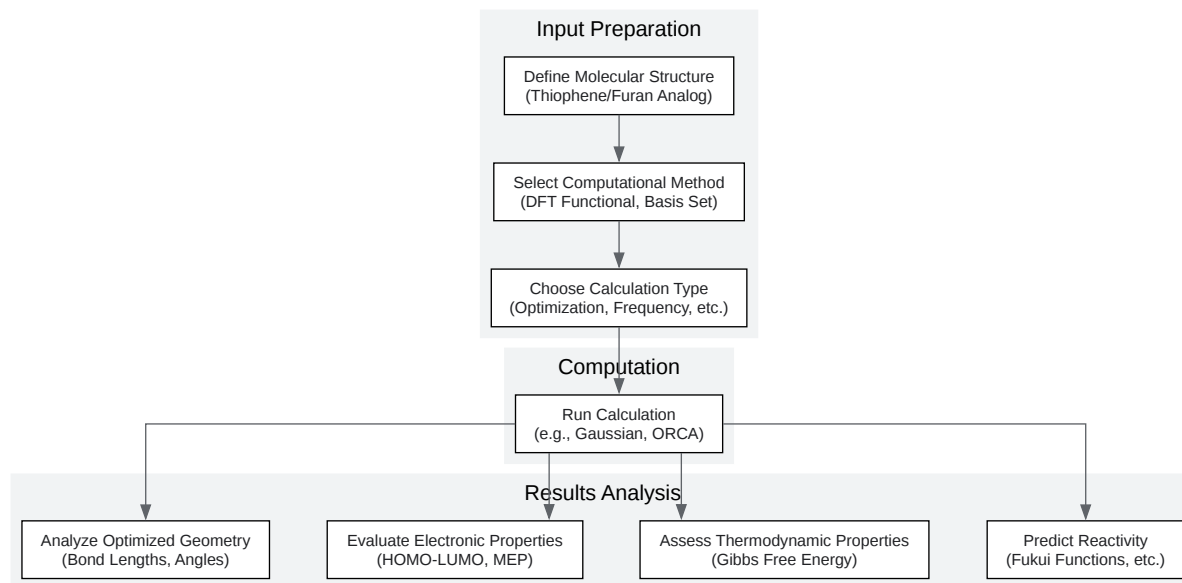 Input Preparation
Define Molecular Structure
(Thiophene/Furan Analog)
Select Computational Method
(DFT Functional, Basis Set)
Choose Calculation Type
(Optimization, Frequency, etc.)
Computation
Run Calculation
(e.g., Gaussian, ORCA)
Results Analysis
Analyze Optimized Geometry
(Bond Lengths, Angles)
Evaluate Electronic Properties
(HOMO-LUMO, MEP)
Assess Thermodynamic Properties
(Gibbs Free Energy)
Predict Reactivity
(Fukui Functions, etc.)